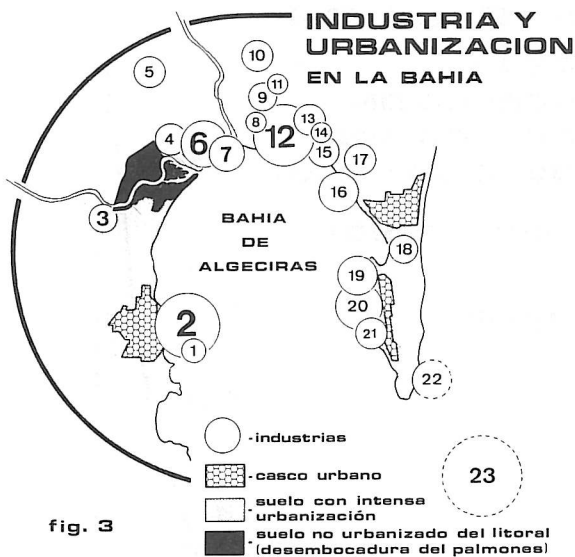 INDUSTRIA Y
URBANIZACION
EN LA BAHIA
10
5
11
9
8
12
13
14
15
17
16
4
6
7
3
BAHIA
DE
ALGECIRAS
18
19
20
21
2
1
22
23
-industrias
-casco urbano
-suelo con intensa
urbanización
-suelo no urbanizado del litoral
(desembocadura del palmones)
fig. 3